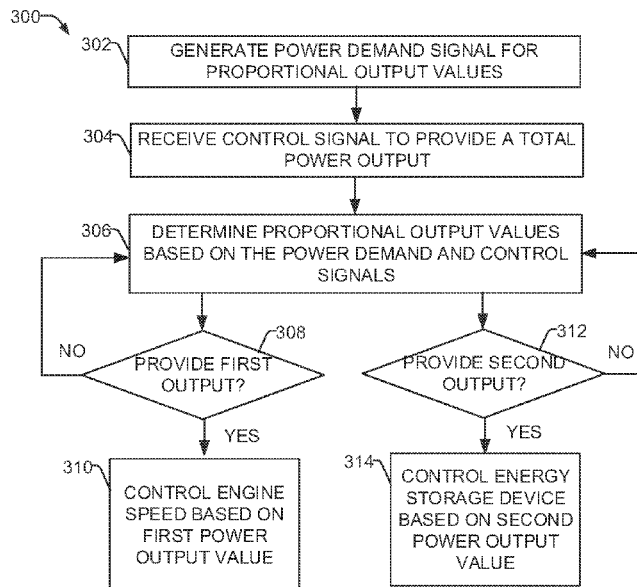 300
302
GENERATE POWER DEMAND SIGNAL FOR
PROPORTIONAL OUTPUT VALUES
304
RECEIVE CONTROL SIGNAL TO PROVIDE A TOTAL
POWER OUTPUT
306
DETERMINE PROPORTIONAL OUTPUT VALUES
BASED ON THE POWER DEMAND AND CONTROL
SIGNALS
308
NO
PROVIDE FIRST
OUTPUT?
YES
312
PROVIDE SECOND
OUTPUT?
NO
YES
310
CONTROL ENGINE
SPEED BASED ON
FIRST POWER
OUTPUT VALUE
314
CONTROL ENERGY
STORAGE DEVICE
BASED ON SECOND
POWER OUTPUT
VALUE